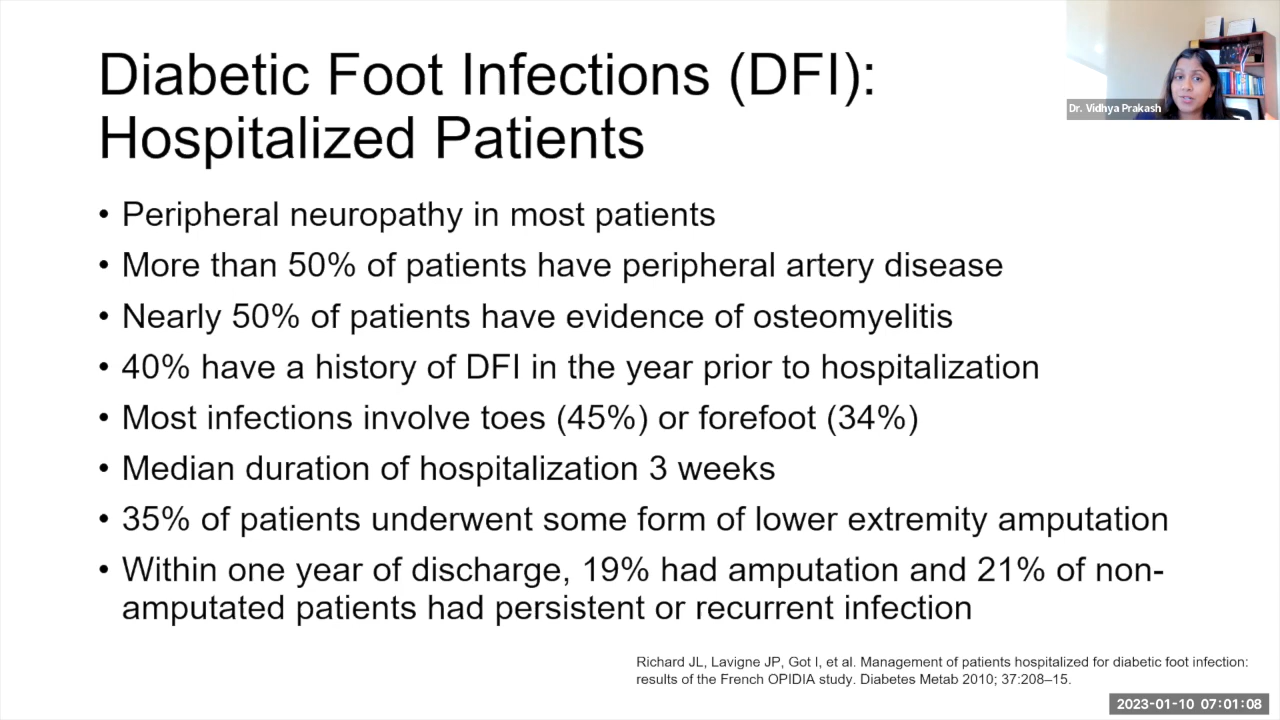 Diabetic Foot Infections (DFI):
Hospitalized Patients
Dr. Vidhya Prakash
• Peripheral neuropathy in most patients
• More than 50% of patients have peripheral artery disease
• Nearly 50% of patients have evidence of osteomyelitis
• 40% have a history of DFI in the year prior to hospitalization
• Most infections involve toes (45%) or forefoot (34%)
• Median duration of hospitalization 3 weeks
• 35% of patients underwent some form of lower extremity amputation
• Within one year of discharge, 19% had amputation and 21% of non-
amputated patients had persistent or recurrent infection
Richard JL, Lavigne JP, Got I, et al. Management of patients hospitalized for diabetic foot infection:
results of the French OPIDIA study. Diabetes Metab 2010; 37:208–15.
2023-01-10 07:01:08